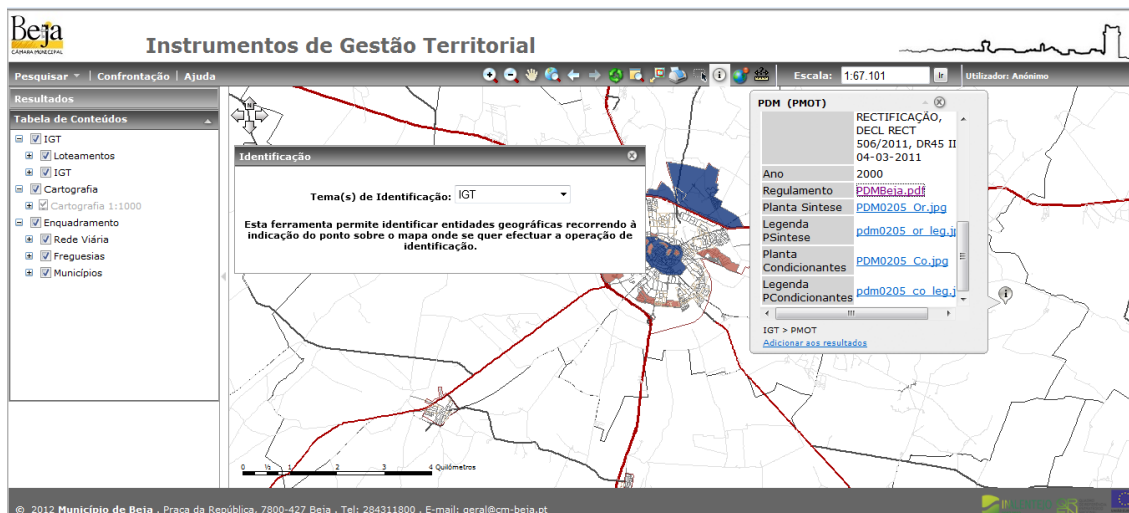 Beja
CÂMARA MUNICIPAL
Instrumentos de Gestão Territorial
Pesquisar | Confrontação | Ajuda
Escala: 1:67.101 Ir Utilizador: Anónimo
Resultados
Tabela de Conteúdos
IGT
Loteamentos
IGT
Cartografia
Cartografia 1:1000
Enquadramento
Rede Viária
Freguesias
Municípios
Identificação
Tema(s) de Identificação: IGT
Esta ferramenta permite identificar entidades geográficas recorrendo à
indicação do ponto sobre o mapa onde se quer efectuar a operação de
identificação.
PDM (PMOT)
RECTIFICAÇÃO,
DECL RECT
506/2011, DR45 II
04-03-2011
Ano 2000
Regulamento PDMBeja.pdf
Planta Sintese PDM0205_Or.jpg
Legenda
PSintese pdm0205_or_leg.j
Planta
Condicionantes PDM0205_Co.jpg
Legenda
PCondicionantes pdm0205_co_leg.j
IGT > PMOT
Adicionar aos resultados
0 ½ 1 2 3 4 Quilómetros
© 2012 Município de Beja , Praça da República, 7800-427 Beja , Tel: 284311800 , E-mail: geral@cm-beja.pt